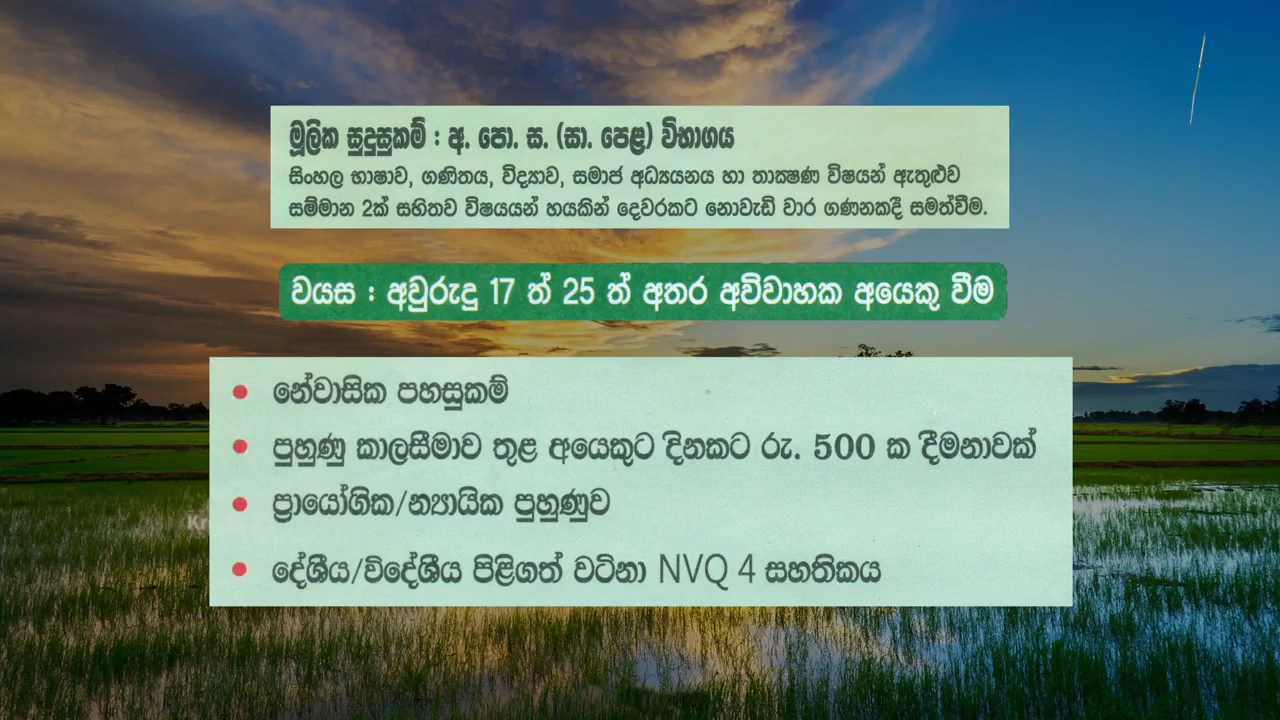 මූලික සුදුසුකම් : අ. පො. ස. (සා. පෙළ) විභාගය
සිංහල භාෂාව, ගණිතය, විද්‍යාව, සමාජ අධ්‍යයනය හා තාක්‍ෂණ විෂයන් ඇතුළුව
සම්මාන 2ක් සහිතව විෂයයන් හයකින් දෙවරකට නොවැඩි වාර ගණනකදී සමත්වීම.
වයස : අවුරුදු 17 ත් 25 ත් අතර අවිවාහක අයෙකු වීම
• නේවාසික පහසුකම්
• පුහුණු කාලසීමාව තුළ අයෙකුට දිනකට රු. 500 ක දීමනාවක්
• ප්‍රායෝගික/න්‍යායික පුහුණුව
• දේශීය/විදේශීය පිළිගත් වටිනා NVQ 4 සහතිකය